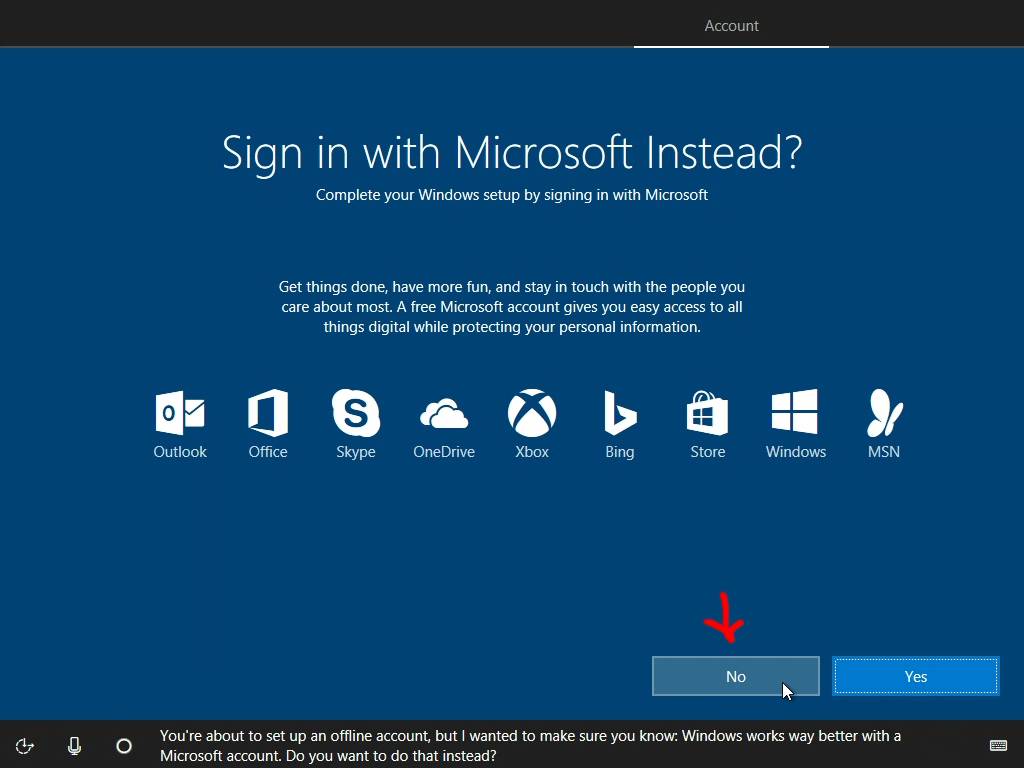 Account
Sign in with Microsoft Instead?
Complete your Windows setup by signing in with Microsoft
Get things done, have more fun, and stay in touch with the people you
care about most. A free Microsoft account gives you easy access to all
things digital while protecting your personal information.
Outlook Office Skype OneDrive Xbox Bing Store Windows MSN
No Yes
You're about to set up an offline account, but I wanted to make sure you know: Windows works way better with a
Microsoft account. Do you want to do that instead?